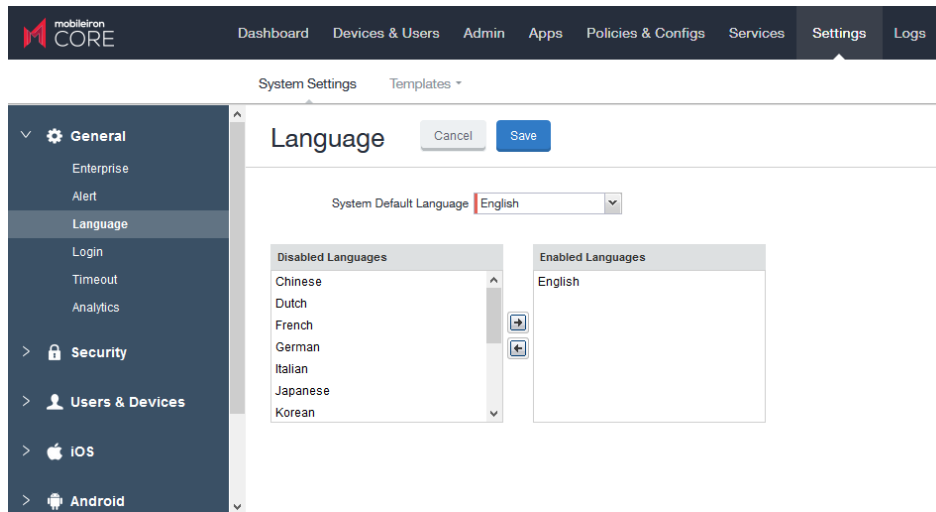 mobileiron
CORE
Dashboard Devices & Users Admin Apps Policies & Configs Services Settings Logs
System Settings Templates
General
Enterprise
Alert
Language
Login
Timeout
Analytics
Security
Users & Devices
iOS
Android
Language Cancel Save
System Default Language English
Disabled Languages
Chinese
Dutch
French
German
Italian
Japanese
Korean
Enabled Languages
English